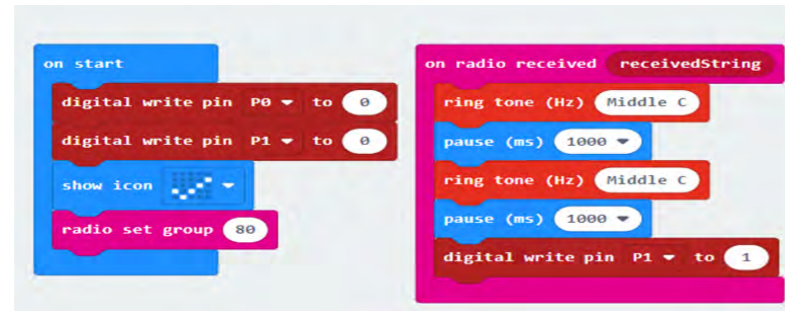 on start
digital write pin P0 to 0
digital write pin P1 to 0
show icon
radio set group 80
on radio received receivedString
ring tone (Hz) Middle C
pause (ms) 1000
ring tone (Hz) Middle C
pause (ms) 1000
digital write pin P1 to 1